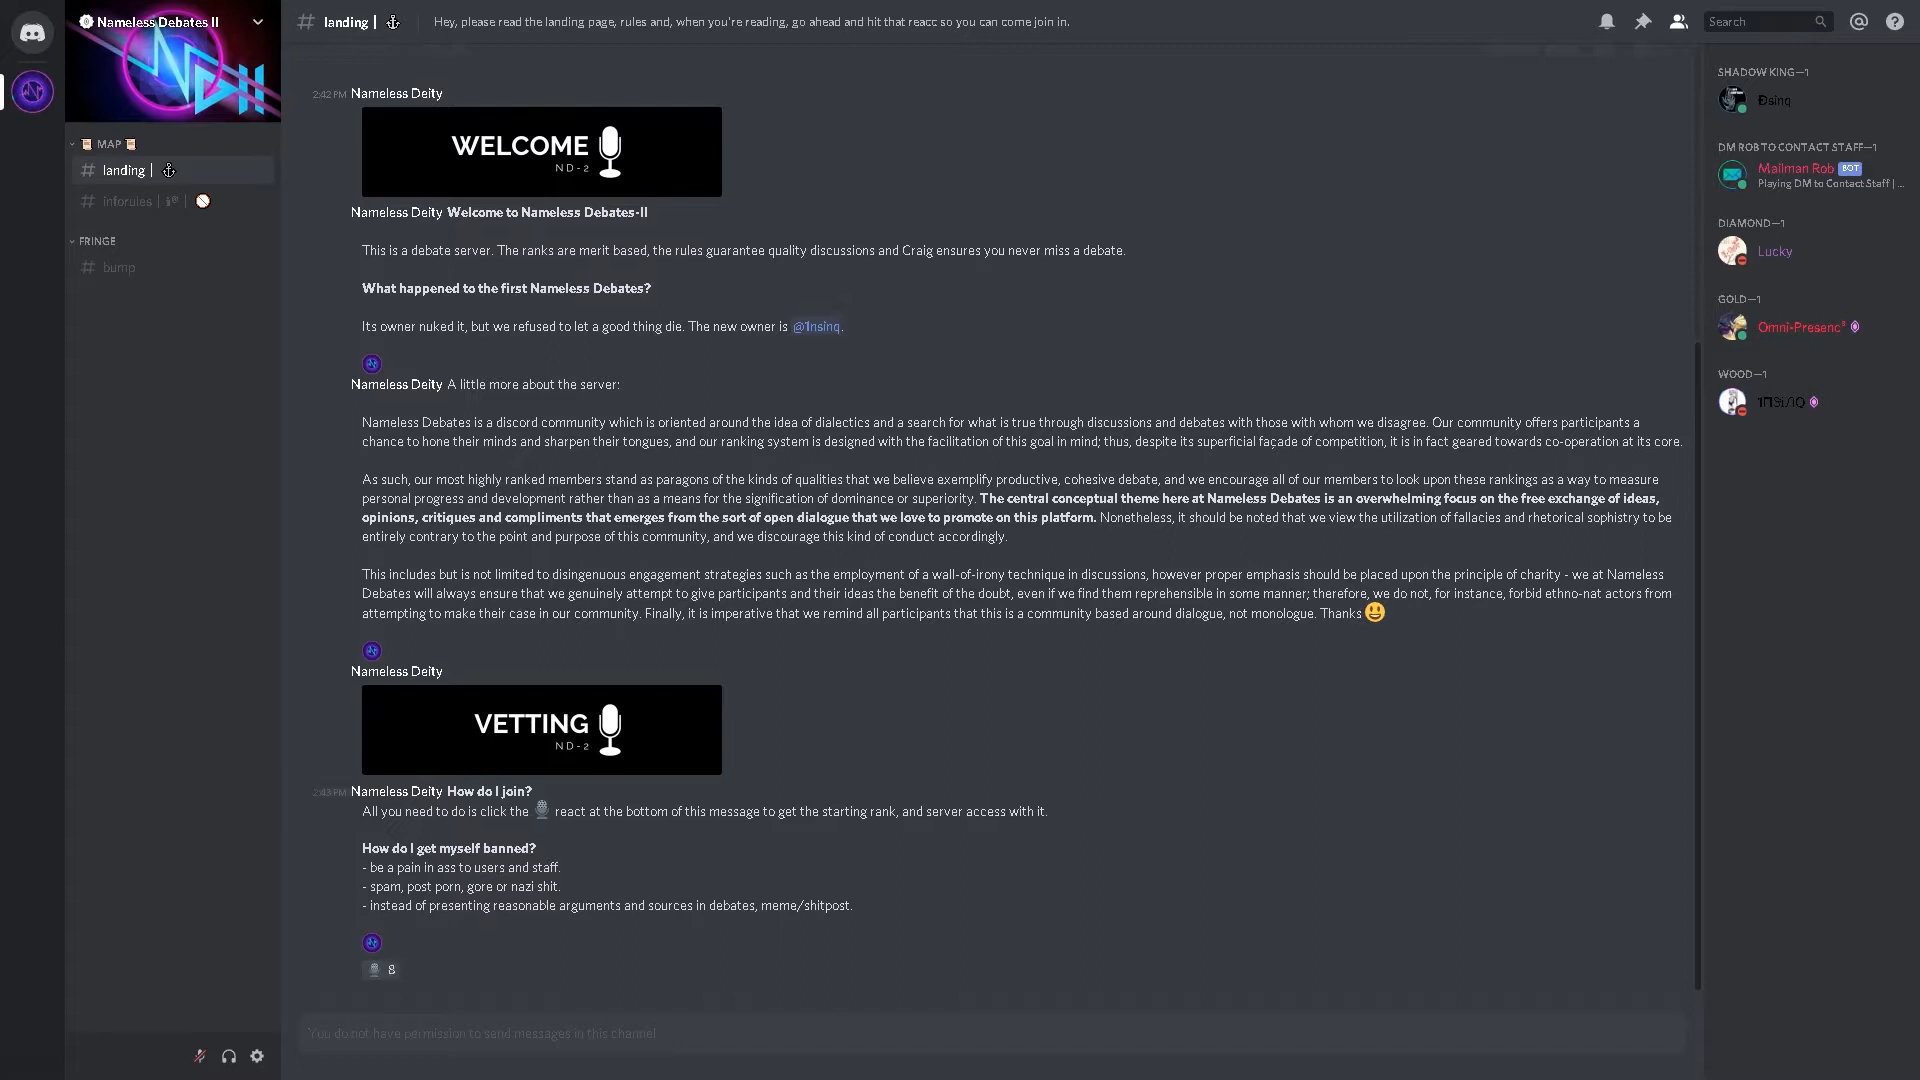 Nameless Debates II
MAP
landing |
inforules |
FRINGE
bump
landing |
Hey, please read the landing page, rules and, when you're reading, go ahead and hit that react so you can come join in.
Search
2:42 PM Nameless Deity
WELCOME
ND-2
Nameless Deity Welcome to Nameless Debates-II
This is a debate server. The ranks are merit based, the rules guarantee quality discussions and Craig ensures you never miss a debate.
What happened to the first Nameless Debates?
Its owner nuked it, but we refused to let a good thing die. The new owner is @1nsinq.
Nameless Deity A little more about the server:
Nameless Debates is a discord community which is oriented around the idea of dialectics and a search for what is true through discussions and debates with those with whom we disagree. Our community offers participants a
chance to hone their minds and sharpen their tongues, and our ranking system is designed with the facilitation of this goal in mind; thus, despite its superficial façade of competition, it is in fact geared towards co-operation at its core.
As such, our most highly ranked members stand as paragons of the kinds of qualities that we believe exemplify productive, cohesive debate, and we encourage all of our members to look upon these rankings as a way to measure
personal progress and development rather than as a means for the signification of dominance or superiority. The central conceptual theme here at Nameless Debates is an overwhelming focus on the free exchange of ideas,
opinions, critiques and compliments that emerges from the sort of open dialogue that we love to promote on this platform. Nonetheless, it should be noted that we view the utilization of fallacies and rhetorical sophistry to be
entirely contrary to the point and purpose of this community, and we discourage this kind of conduct accordingly.
This includes but is not limited to disingenuous engagement strategies such as the employment of a wall-of-irony technique in discussions, however proper emphasis should be placed upon the principle of charity - we at Nameless
Debates will always ensure that we genuinely attempt to give participants and their ideas the benefit of the doubt, even if we find them reprehensible in some manner; therefore, we do not, for instance, forbid ethno-nat actors from
attempting to make their case in our community. Finally, it is imperative that we remind all participants that this is a community based around dialogue, not monologue. Thanks 😃
Nameless Deity
VETTING
ND-2
2:43 PM Nameless Deity How do I join?
All you need to do is click the react at the bottom of this message to get the starting rank, and server access with it.
How do I get myself banned?
- be a pain in ass to users and staff.
- spam, post porn, gore or nazi shit.
- instead of presenting reasonable arguments and sources in debates, meme/shitpost.
8
You do not have permission to send messages in this channel
SHADOW KING—1
DM ROB TO CONTACT STAFF—1
Mailman Rob BOT
Playing DM to Contact Staff | ...
DIAMOND—1
Lucky
GOLD—1
Omni-Presenc³
WOOD—1